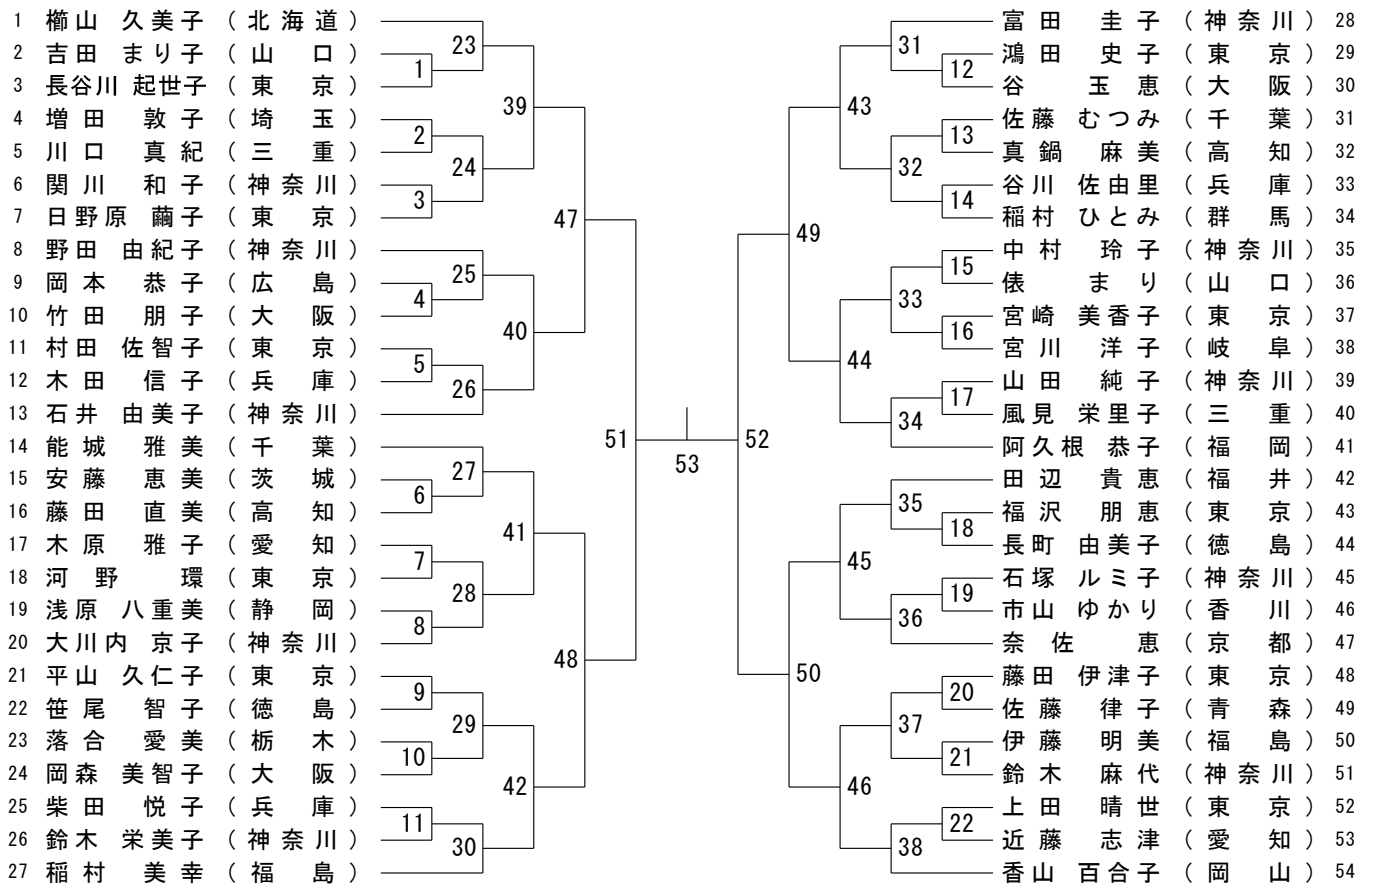 1 櫛山 久美子 ( 北海道 )
2 吉田 まり子 ( 山口 )
3 長谷川 起世子 ( 東京 )
4 増田 敦子 ( 埼玉 )
5 川口 真紀 ( 三重 )
6 関川 和子 ( 神奈川 )
7 日野原 繭子 ( 東京 )
8 野田 由紀子 ( 神奈川 )
9 岡本 恭子 ( 広島 )
10 竹田 朋子 ( 大阪 )
11 村田 佐智子 ( 東京 )
12 木田 信子 ( 兵庫 )
13 石井 由美子 ( 神奈川 )
14 能城 雅美 ( 千葉 )
15 安藤 恵美 ( 茨城 )
16 藤田 直美 ( 高知 )
17 木原 雅子 ( 愛知 )
18 河野 環 ( 東京 )
19 浅原 八重美 ( 静岡 )
20 大川内 京子 ( 神奈川 )
21 平山 久仁子 ( 東京 )
22 笹尾 智子 ( 徳島 )
23 落合 愛美 ( 栃木 )
24 岡森 美智子 ( 大阪 )
25 柴田 悦子 ( 兵庫 )
26 鈴木 栄美子 ( 神奈川 )
27 稲村 美幸 ( 福島 )
1
2
3
4
5
6
7
8
9
10
11
23
24
25
26
27
28
29
30
39
40
41
42
47
48
51
53
52
49
50
43
44
45
46
31
32
33
34
35
36
37
38
12
13
14
15
16
17
18
19
20
21
22
富田 圭子 ( 神奈川 ) 28
鴻田 史子 ( 東京 ) 29
谷 玉恵 ( 大阪 ) 30
佐藤 むつみ ( 千葉 ) 31
真鍋 麻美 ( 高知 ) 32
谷川 佐由里 ( 兵庫 ) 33
稲村 ひとみ ( 群馬 ) 34
中村 玲子 ( 神奈川 ) 35
俵 まり ( 山口 ) 36
宮崎 美香子 ( 東京 ) 37
宮川 洋子 ( 岐阜 ) 38
山田 純子 ( 神奈川 ) 39
風見 栄里子 ( 三重 ) 40
阿久根 恭子 ( 福岡 ) 41
田辺 貴恵 ( 福井 ) 42
福沢 朋恵 ( 東京 ) 43
長町 由美子 ( 徳島 ) 44
石塚 ルミ子 ( 神奈川 ) 45
市山 ゆかり ( 香川 ) 46
奈佐 恵 ( 京都 ) 47
藤田 伊津子 ( 東京 ) 48
佐藤 律子 ( 青森 ) 49
伊藤 明美 ( 福島 ) 50
鈴木 麻代 ( 神奈川 ) 51
上田 晴世 ( 東京 ) 52
近藤 志津 ( 愛知 ) 53
香山 百合子 ( 岡山 ) 54